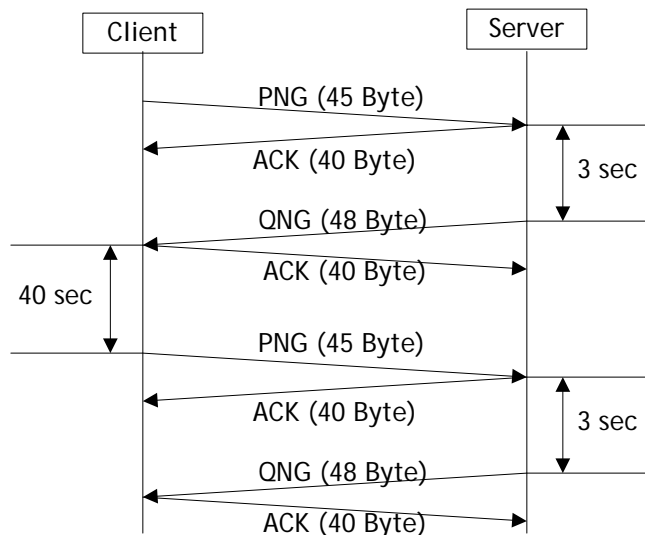 Client
Server
PNG (45 Byte)
ACK (40 Byte)
3 sec
QNG (48 Byte)
ACK (40 Byte)
40 sec
PNG (45 Byte)
ACK (40 Byte)
3 sec
QNG (48 Byte)
ACK (40 Byte)